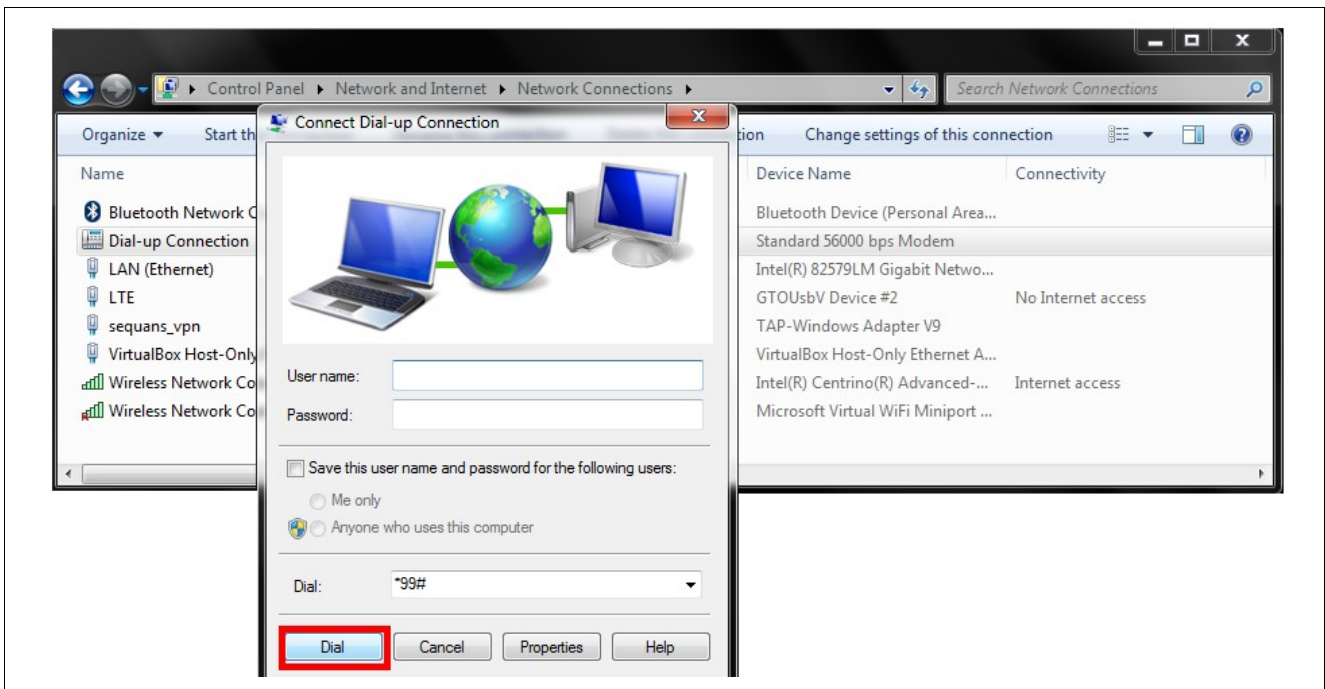 Control Panel Network and Internet Network Connections Search Network Connections
Connect Dial-up Connection
Organize Start th tion Change settings of this connection
Name Device Name Connectivity
Bluetooth Network C Bluetooth Device (Personal Area...
Dial-up Connection Standard 56000 bps Modem
LAN (Ethernet) Intel(R) 82579LM Gigabit Netwo...
LTE GTOUsbV Device #2 No Internet access
sequans_vpn TAP-Windows Adapter V9
VirtualBox Host-Only VirtualBox Host-Only Ethernet A...
Wireless Network Co Intel(R) Centrino(R) Advanced-... Internet access
Wireless Network Co Microsoft Virtual WiFi Miniport ...
User name:
Password:
Save this user name and password for the following users:
Me only
Anyone who uses this computer
Dial: *99#
Dial Cancel Properties Help